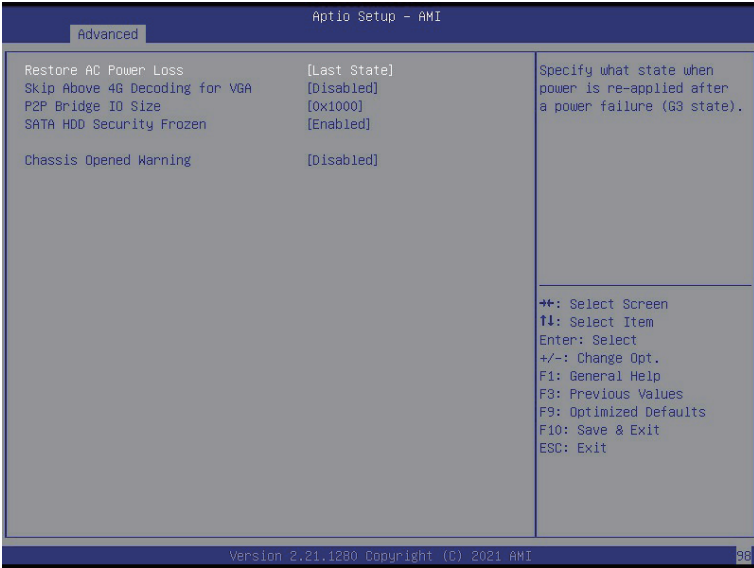 Aptio Setup – AMI
Advanced
Restore AC Power Loss [Last State]
Skip Above 4G Decoding for VGA [Disabled]
P2P Bridge IO Size [0x1000]
SATA HDD Security Frozen [Enabled]
Chassis Opened Warning [Disabled]
Specify what state when
power is re-applied after
a power failure (G3 state).
→←: Select Screen
↑↓: Select Item
Enter: Select
+/-: Change Opt.
F1: General Help
F3: Previous Values
F9: Optimized Defaults
F10: Save & Exit
ESC: Exit
Version 2.21.1280 Copyright (C) 2021 AMI
98